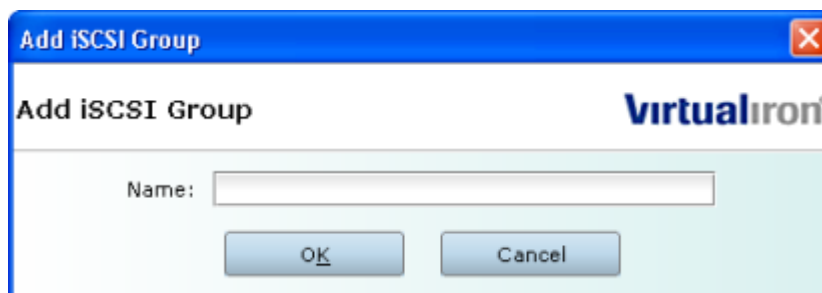 Add iSCSI Group
Add iSCSI Group
Virtualiron
Name:
OK
Cancel